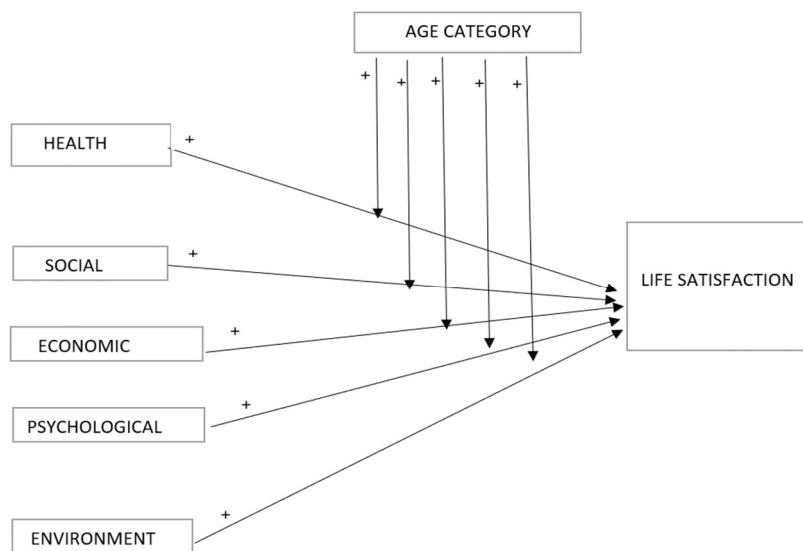 AGE CATEGORY
+ + + + +
HEALTH
+
SOCIAL
+
LIFE SATISFACTION
ECONOMIC
+
PSYCHOLOGICAL
+
ENVIRONMENT
+